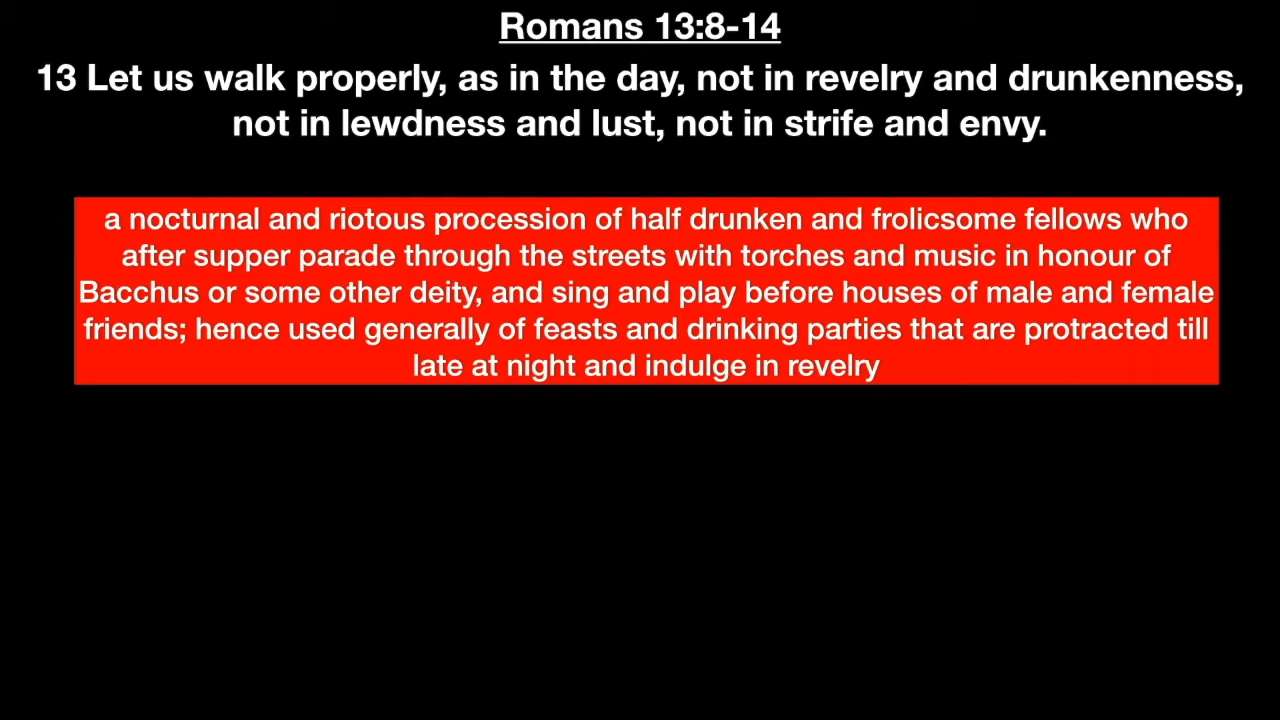 Romans 13:8-14
13 Let us walk properly, as in the day, not in revelry and drunkenness,
not in lewdness and lust, not in strife and envy.
a nocturnal and riotous procession of half drunken and frolicsome fellows who
after supper parade through the streets with torches and music in honour of
Bacchus or some other deity, and sing and play before houses of male and female
friends; hence used generally of feasts and drinking parties that are protracted till
late at night and indulge in revelry